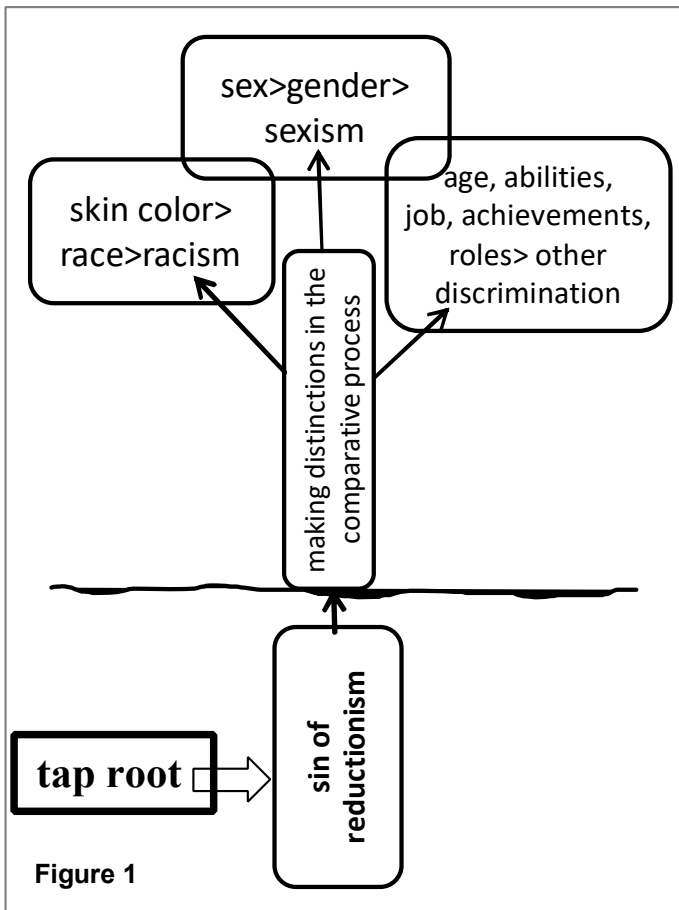 sex>gender>
sexism
skin color>
race>racism
age, abilities,
job, achievements,
roles> other
discrimination
making distinctions in the
comparative process
sin of
reductionism
tap root
Figure 1